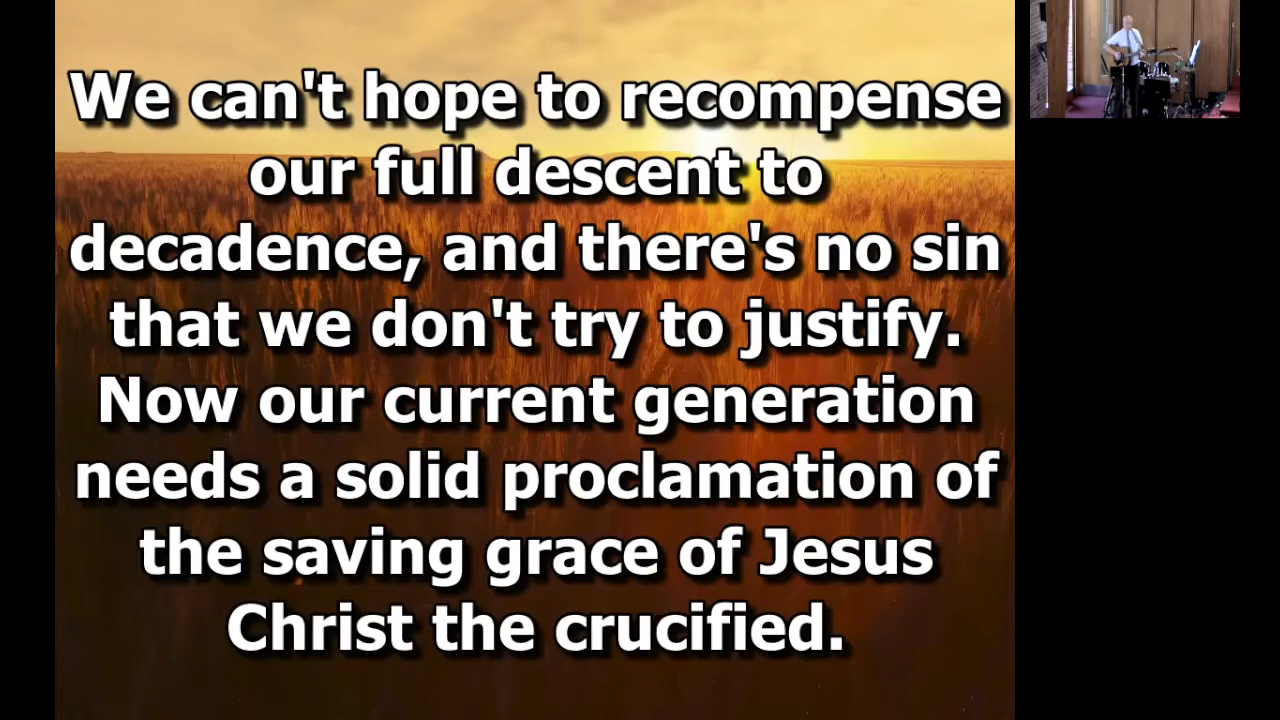 We can't hope to recompense
our full descent to
decadence, and there's no sin
that we don't try to justify.
Now our current generation
needs a solid proclamation of
the saving grace of Jesus
Christ the crucified.